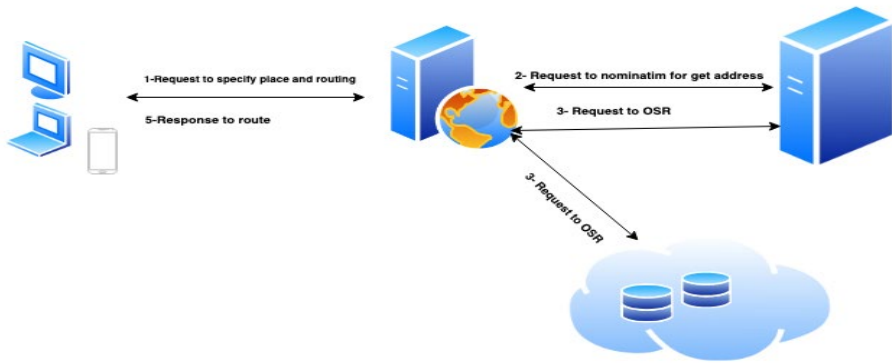 1-Request to specify place and routing
5-Response to route
2- Request to nominatim for get address
3- Request to OSR
3- Request to OSR